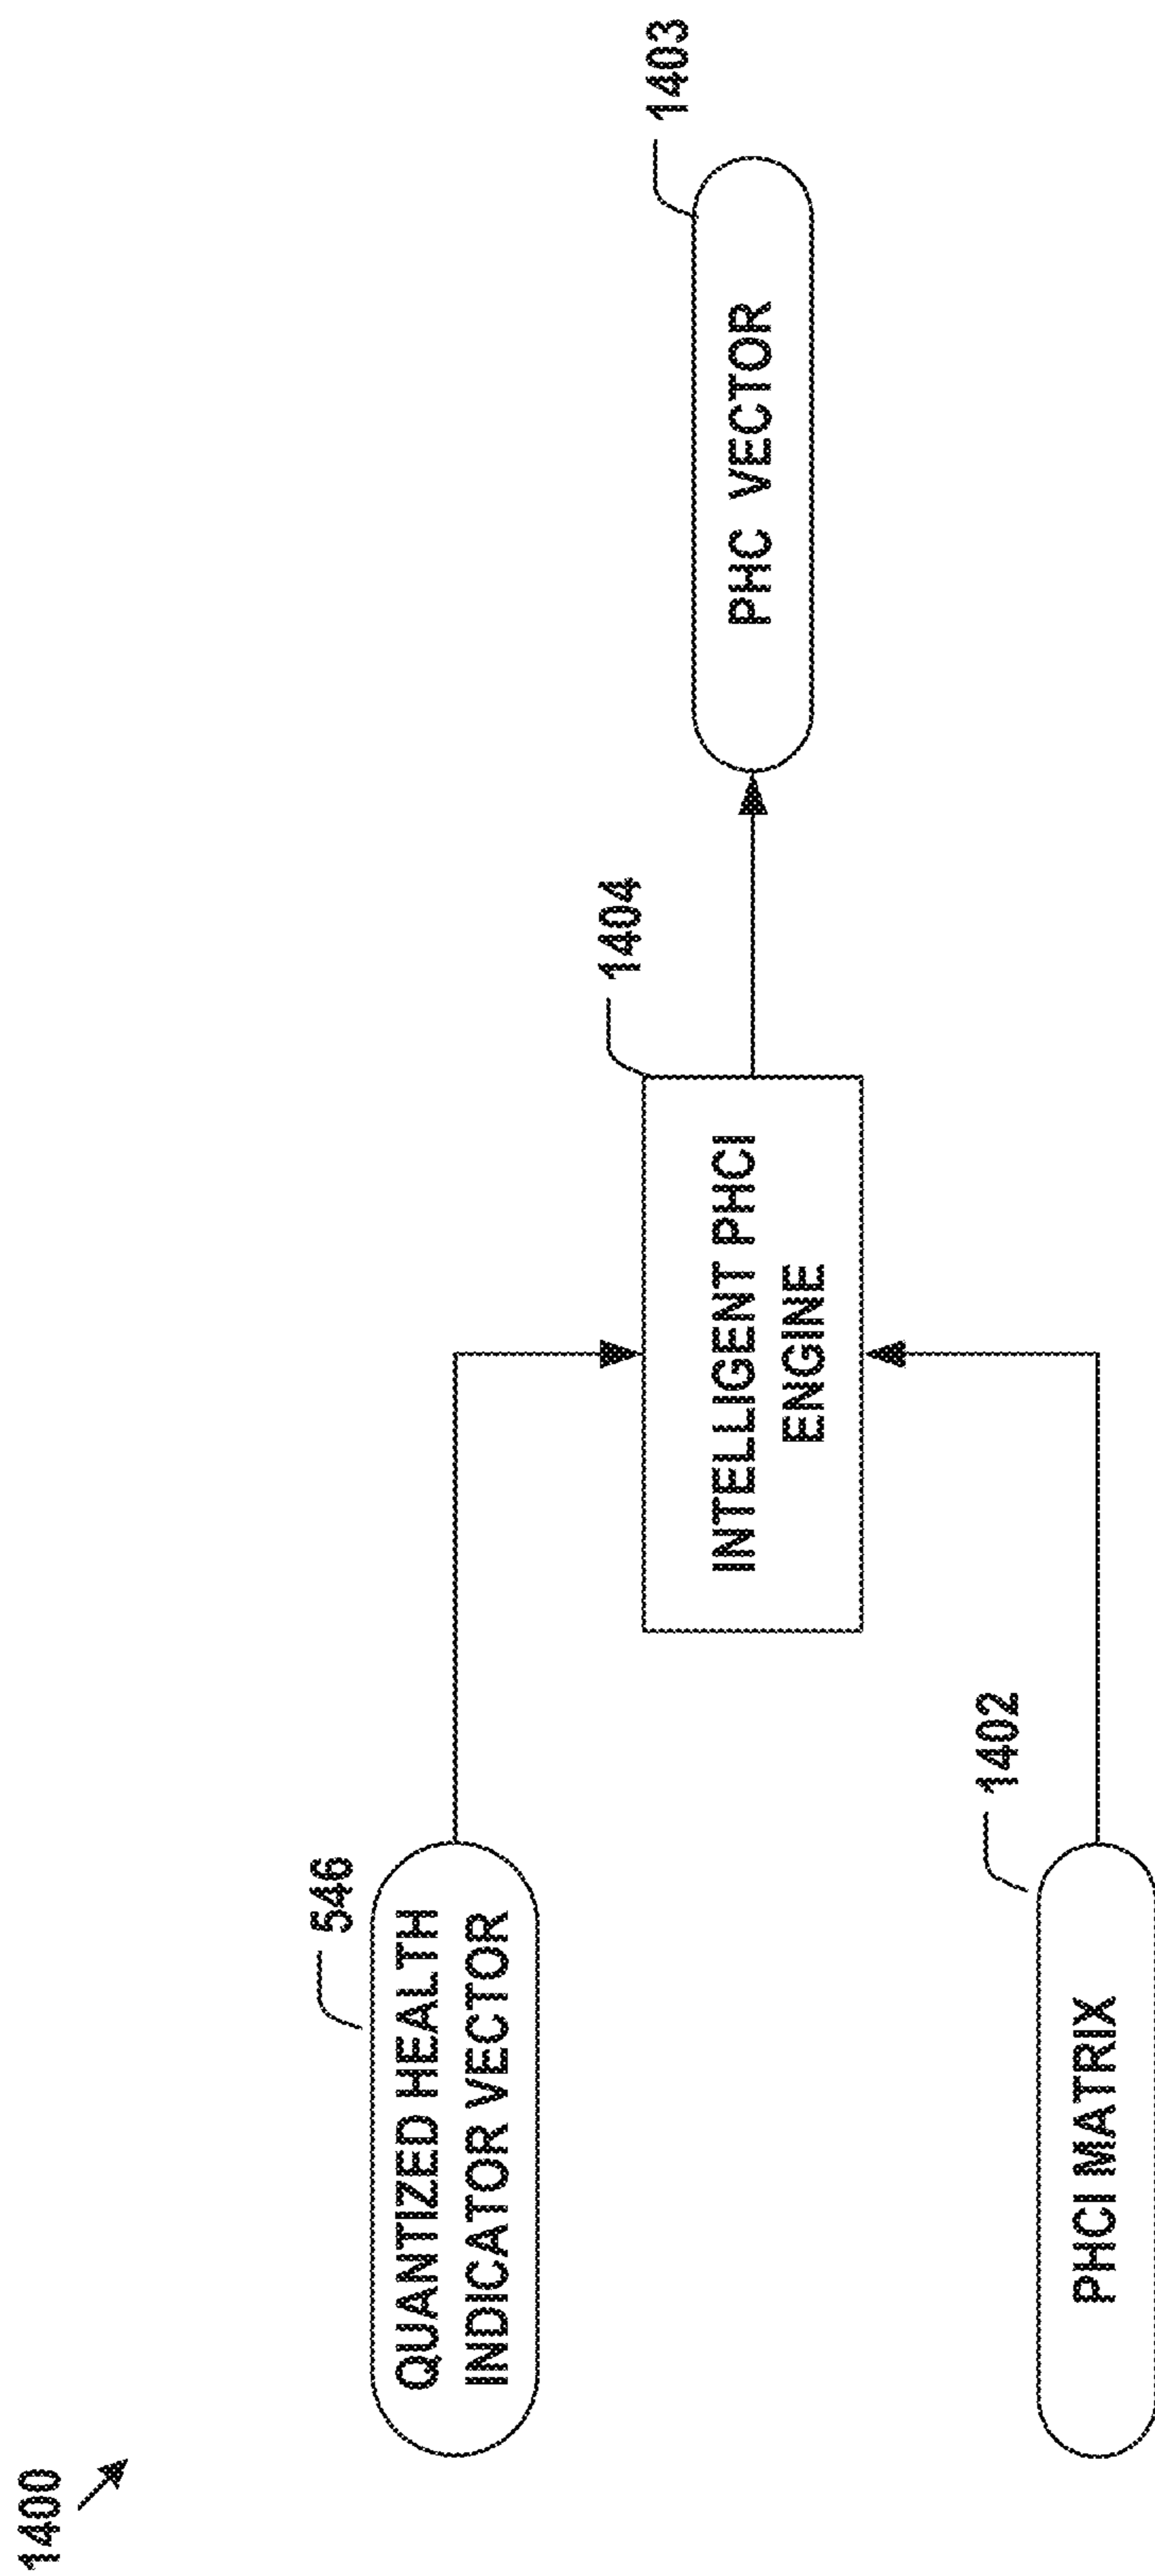 1400
546
QUANTIZED HEALTH
INDICATOR VECTOR
1404
INTELLIGENT PHCI
ENGINE
1403
PHC VECTOR
1402
PHCI MATRIX